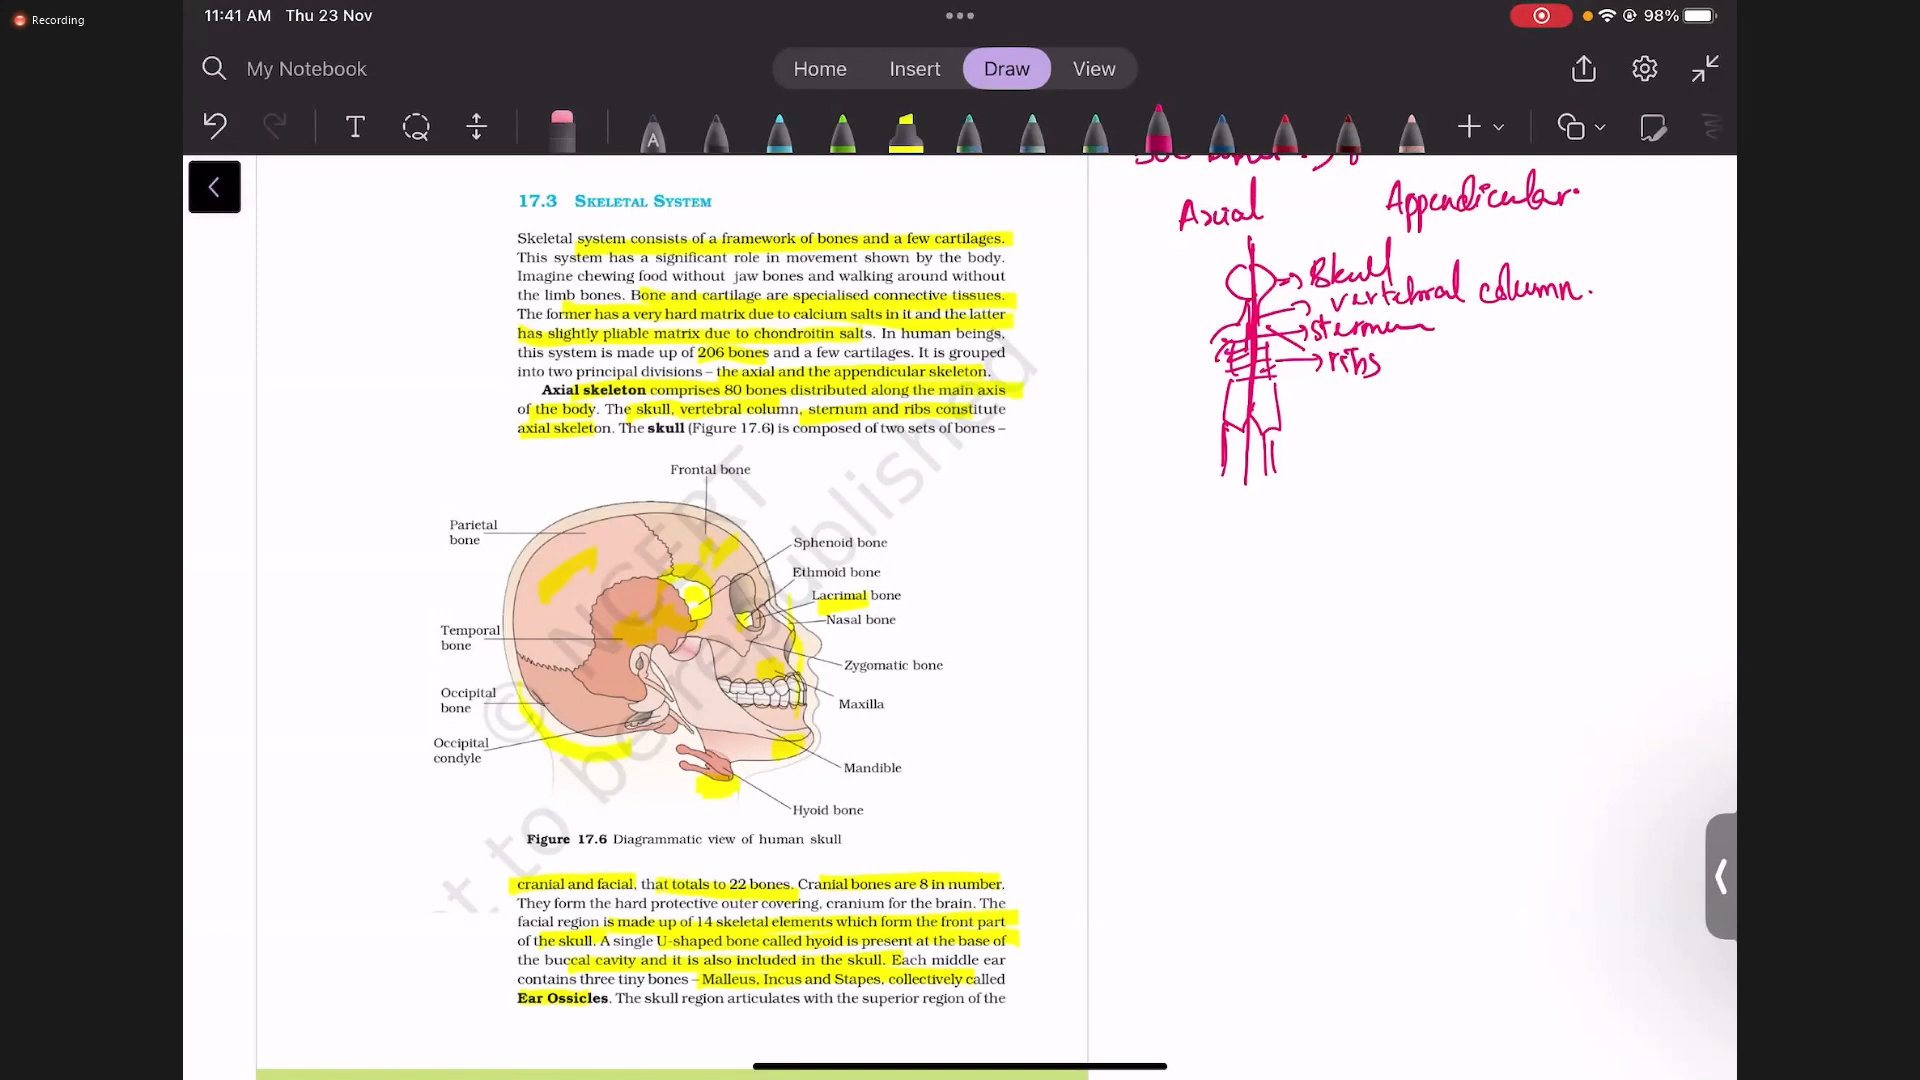 Recording
11:41 AM Thu 23 Nov
98%
My Notebook
Home Insert Draw View
T
A
17.3 SKELETAL SYSTEM
Skeletal system consists of a framework of bones and a few cartilages.
This system has a significant role in movement shown by the body.
Imagine chewing food without jaw bones and walking around without
the limb bones. Bone and cartilage are specialised connective tissues.
The former has a very hard matrix due to calcium salts in it and the latter
has slightly pliable matrix due to chondroitin salts. In human beings,
this system is made up of 206 bones and a few cartilages. It is grouped
into two principal divisions – the axial and the appendicular skeleton.
Axial skeleton comprises 80 bones distributed along the main axis
of the body. The skull, vertebral column, sternum and ribs constitute
axial skeleton. The skull (Figure 17.6) is composed of two sets of bones –
Frontal bone
Parietal
bone
Sphenoid bone
Ethmoid bone
Lacrimal bone
Nasal bone
Temporal
bone
Zygomatic bone
Occipital
bone
Maxilla
Occipital
condyle
Mandible
Hyoid bone
Figure 17.6 Diagrammatic view of human skull
cranial and facial, that totals to 22 bones. Cranial bones are 8 in number.
They form the hard protective outer covering, cranium for the brain. The
facial region is made up of 14 skeletal elements which form the front part
of the skull. A single U-shaped bone called hyoid is present at the base of
the buccal cavity and it is also included in the skull. Each middle ear
contains three tiny bones – Malleus, Incus and Stapes, collectively called
Ear Ossicles. The skull region articulates with the superior region of the
© NCERT
not to be republished
Axial
Appendicular.
Skull
vertebral column.
sternum
ribs